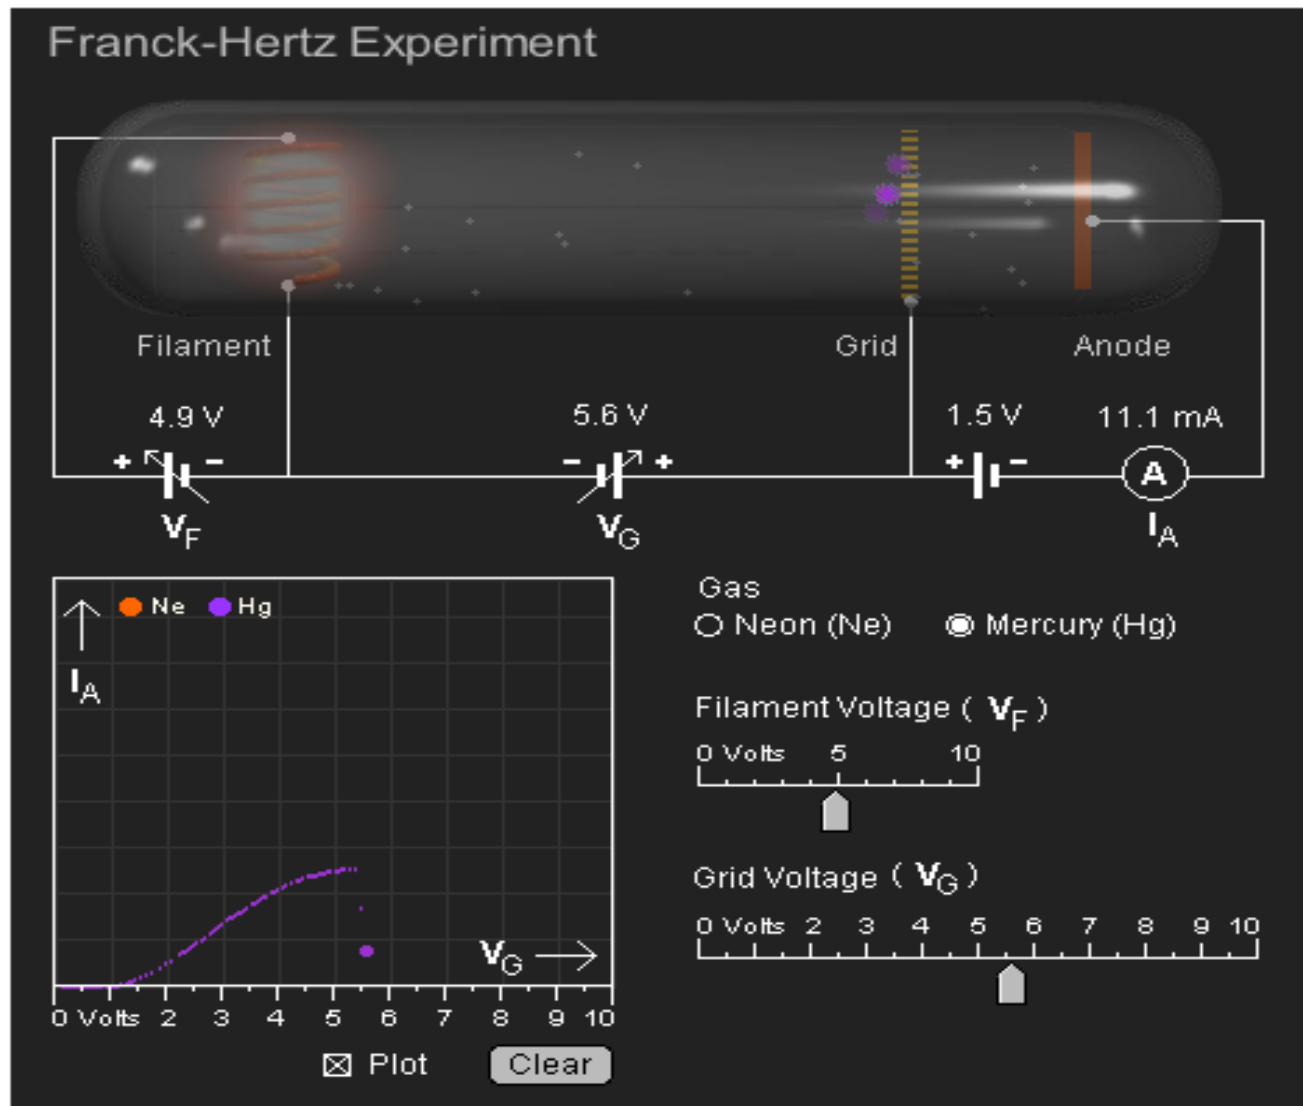 Franck-Hertz Experiment
Filament
Grid
Anode
4.9 V
5.6 V
1.5 V
11.1 mA
+ −
− +
+ −
A
VF
VG
IA
Ne Hg
IA
VG
0 Volts 2 3 4 5 6 7 8 9 10
Plot
Clear
Gas
Neon (Ne) Mercury (Hg)
Filament Voltage ( VF )
0 Volts 5 10
Grid Voltage ( VG )
0 Volts 2 3 4 5 6 7 8 9 10